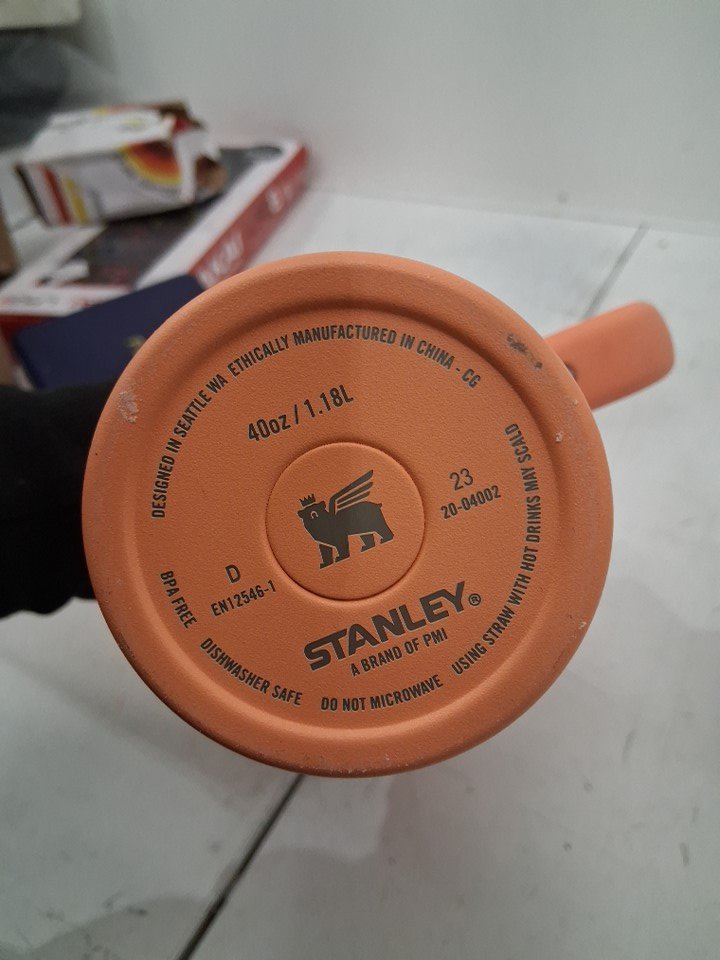 DESIGNED IN SEATTLE WA ETHICALLY MANUFACTURED IN CHINA - CG
40oz / 1.18L
23
20-04002
D
EN12546-1
STANLEY®
A BRAND OF PMI
BPA FREE DISHWASHER SAFE DO NOT MICROWAVE USING STRAW WITH HOT DRINKS MAY SCALD